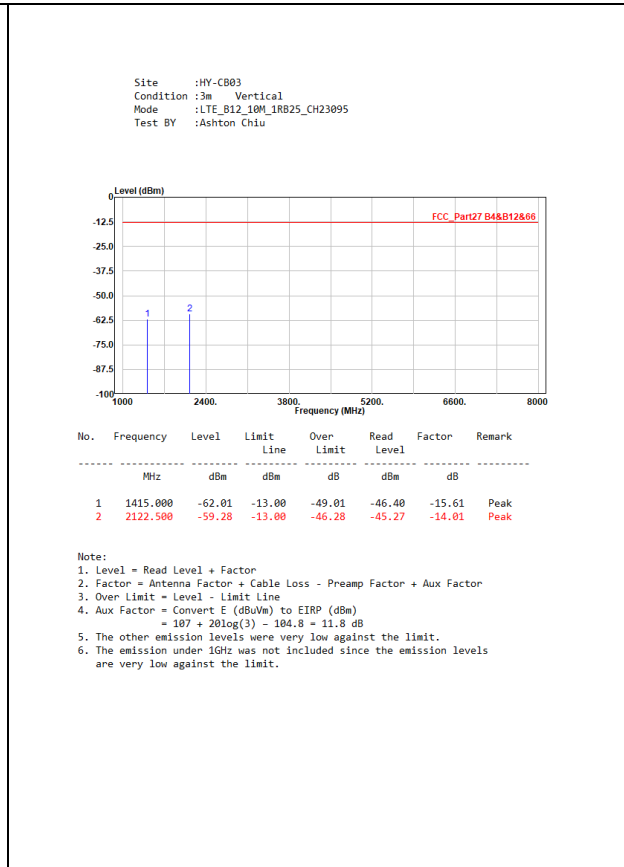 Site :HY-CB03
Condition :3m Vertical
Mode :LTE_B12_10M_1RB25_CH23095
Test BY :Ashton Chiu
Level (dBm)
0
FCC_Part27 B4&B12&66
-12.5
-25.0
-37.5
-50.0
1 2
-62.5
-75.0
-87.5
-100
1000 2400. 3800. 5200. 6600. 8000
Frequency (MHz)
No. Frequency Level Limit Over Read Factor Remark
Line Limit Level
------ ----------- -------- --------- --------- -------- -------- ---------
MHz dBm dBm dB dBm dB
1 1415.000 -62.01 -13.00 -49.01 -46.40 -15.61 Peak
2 2122.500 -59.28 -13.00 -46.28 -45.27 -14.01 Peak
Note:
1. Level = Read Level + Factor
2. Factor = Antenna Factor + Cable Loss - Preamp Factor + Aux Factor
3. Over Limit = Level - Limit Line
4. Aux Factor = Convert E (dBuVm) to EIRP (dBm)
= 107 + 20log(3) – 104.8 = 11.8 dB
5. The other emission levels were very low against the limit.
6. The emission under 1GHz was not included since the emission levels
are very low against the limit.